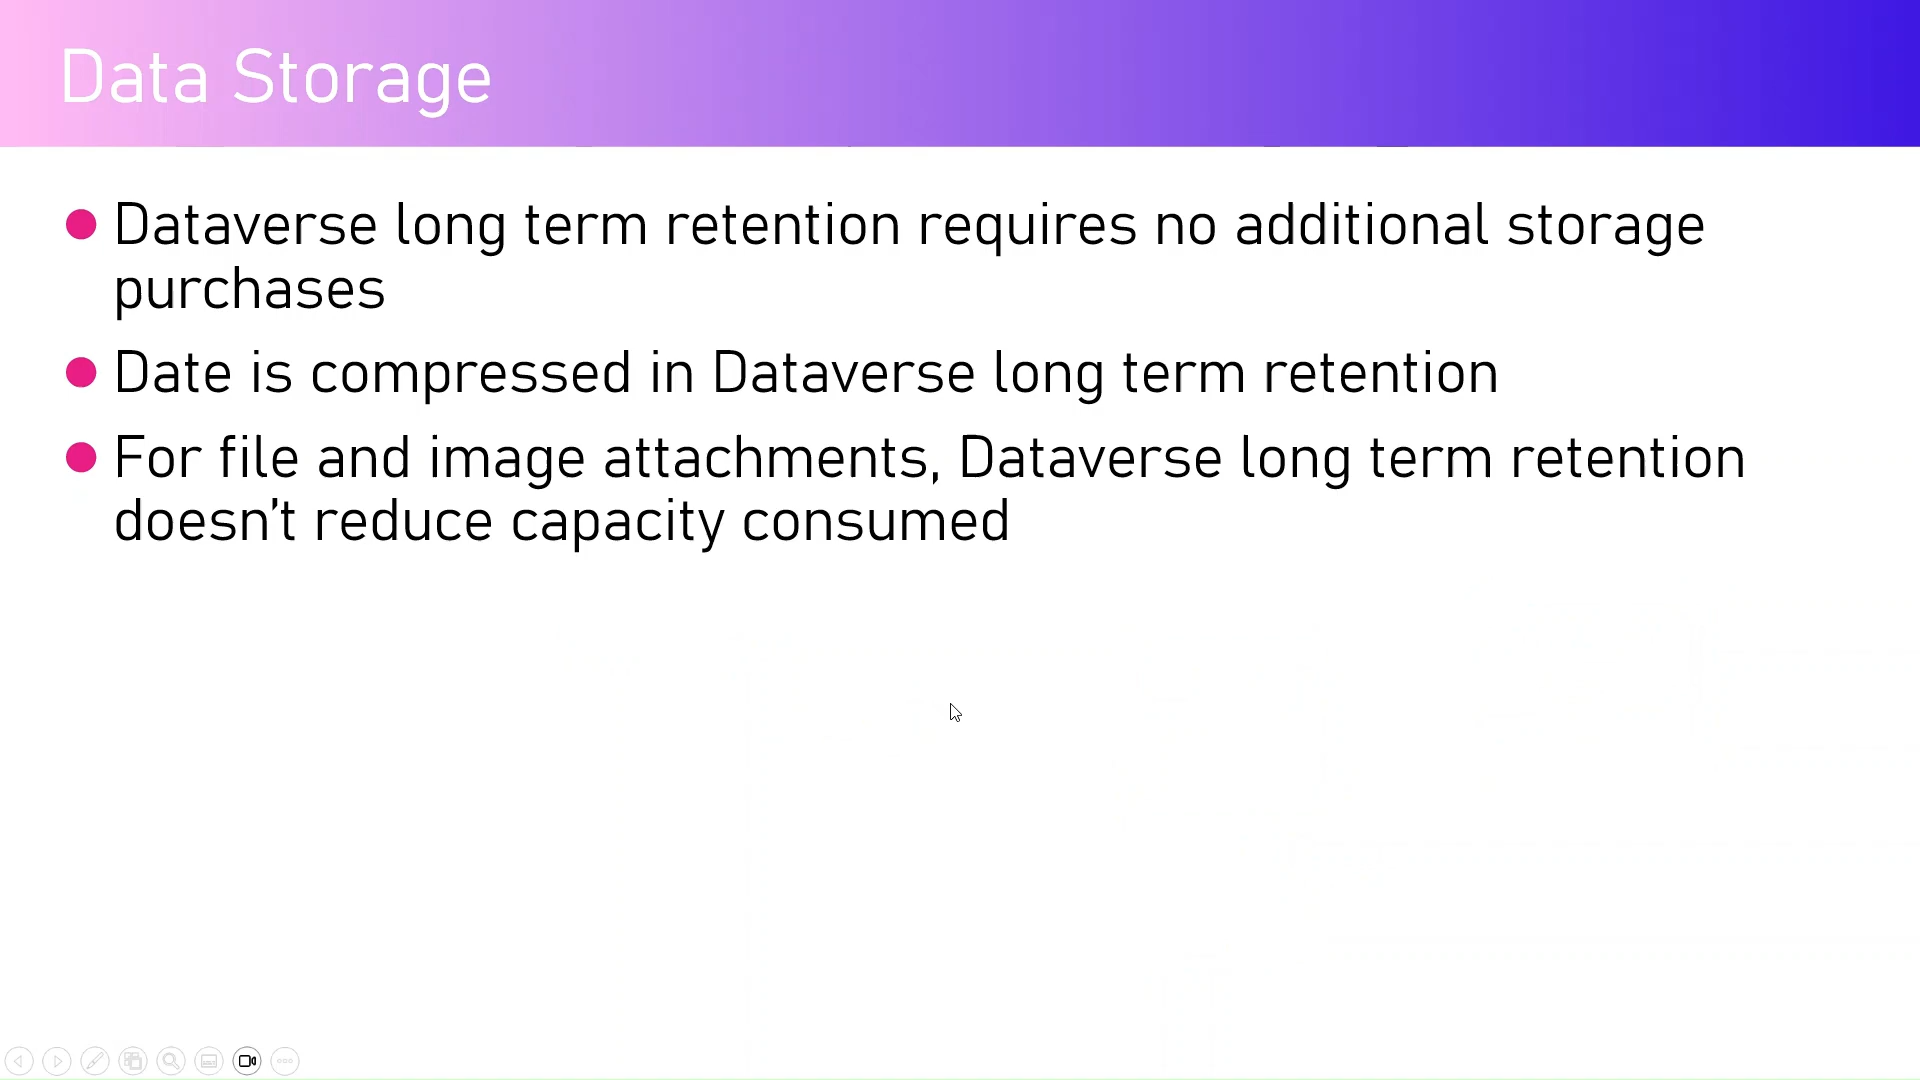 Data Storage
Dataverse long term retention requires no additional storage
purchases
Date is compressed in Dataverse long term retention
For file and image attachments, Dataverse long term retention
doesn’t reduce capacity consumed